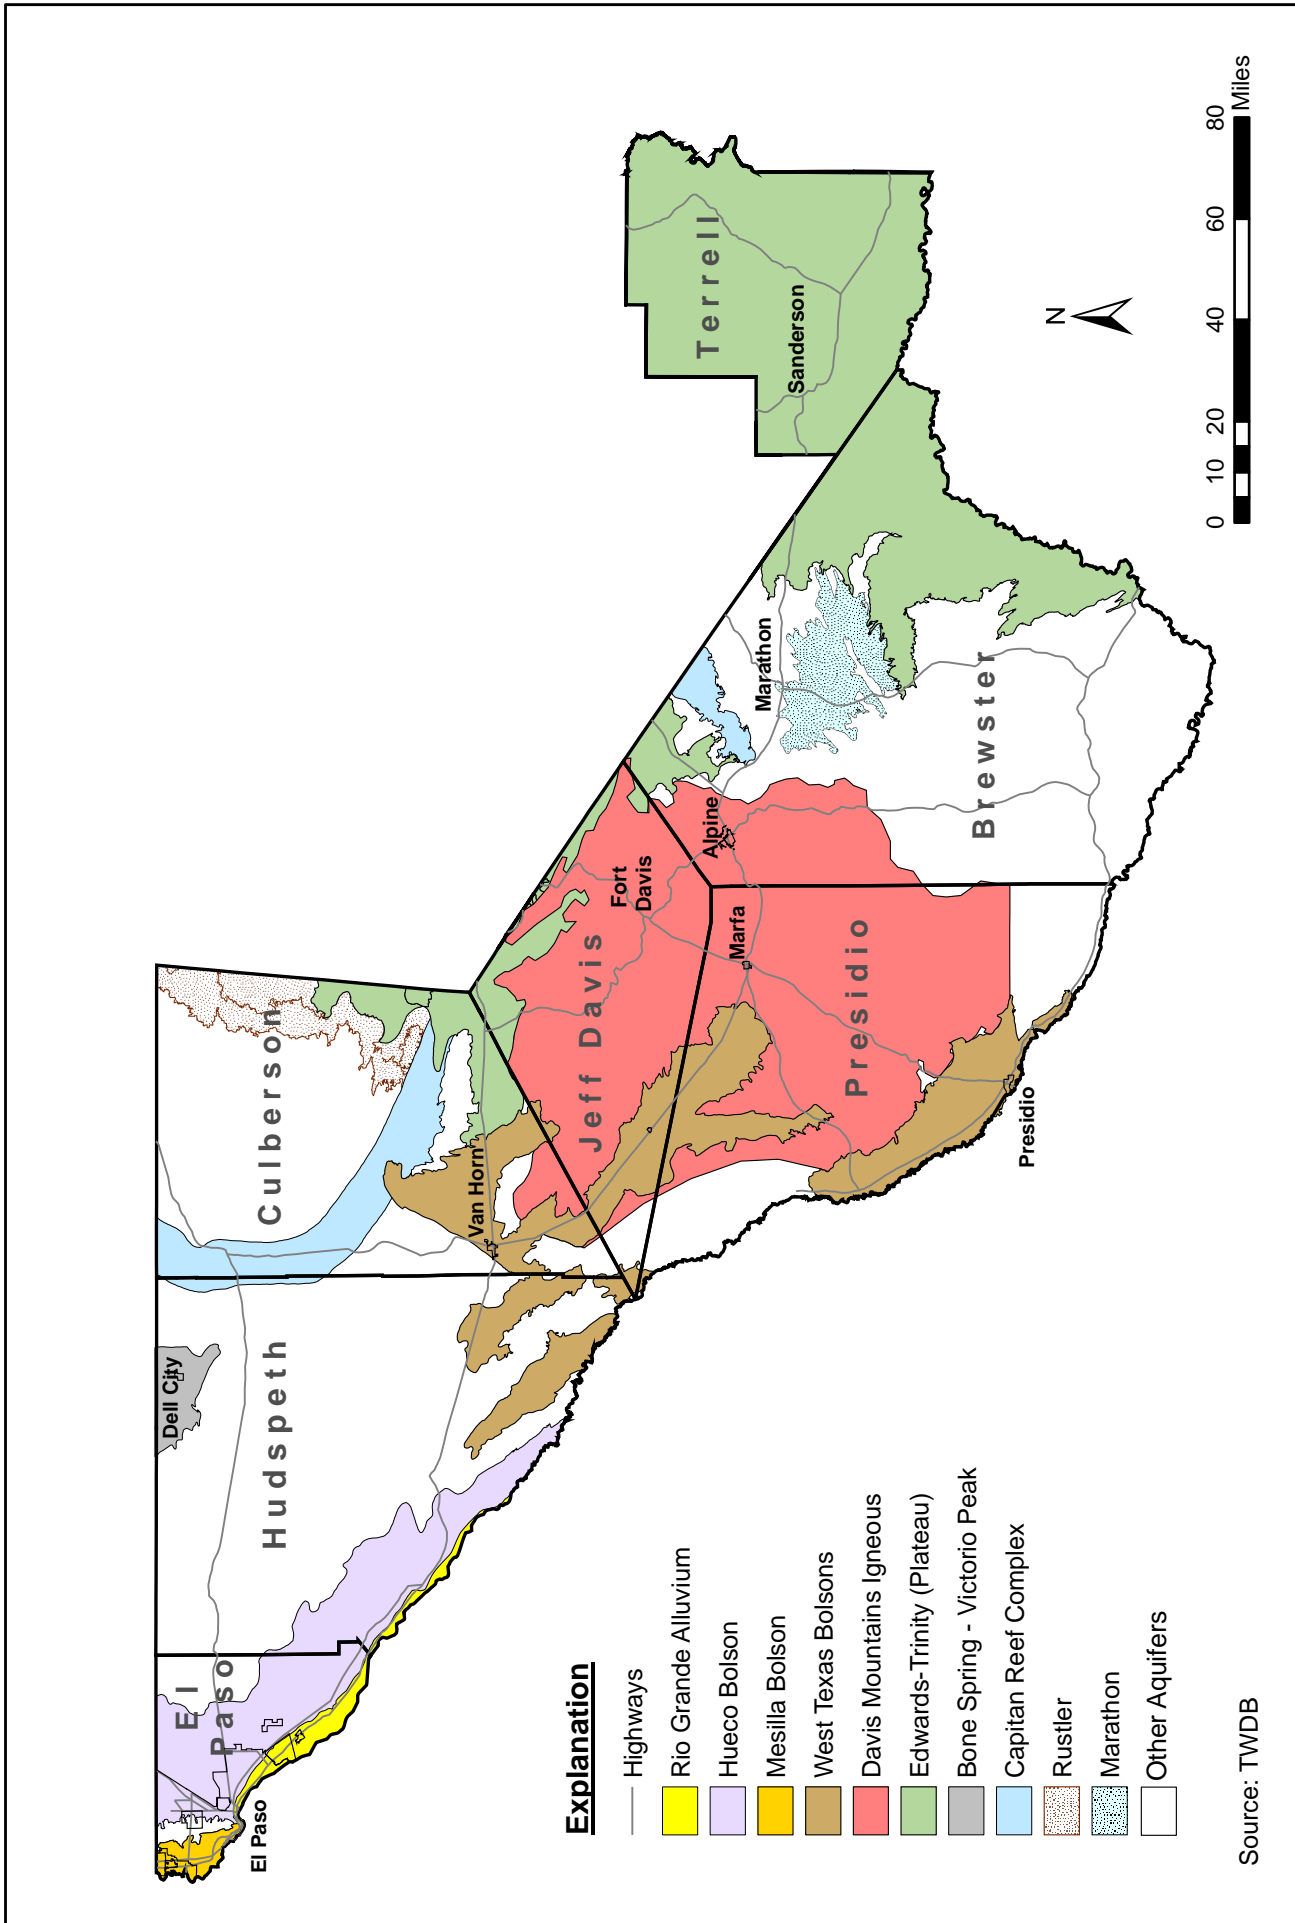 El Paso
Hudspeth
Culberson
Jeff Davis
Presidio
Brewster
Terrell
El Paso
Dell City
Van Horn
Fort
Davis
Marfa
Alpine
Marathon
Sanderson
Presidio
N
0 10 20 40 60 80
Miles
Explanation
Highways
Rio Grande Alluvium
Hueco Bolson
Mesilla Bolson
West Texas Bolsons
Davis Mountains Igneous
Edwards-Trinity (Plateau)
Bone Spring - Victorio Peak
Capitan Reef Complex
Rustler
Marathon
Other Aquifers
Source: TWDB